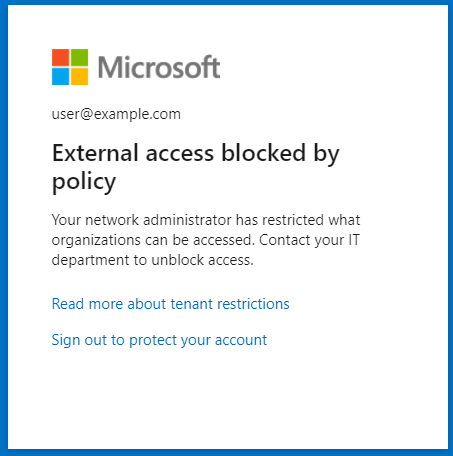 Microsoft
user@example.com
External access blocked by
policy
Your network administrator has restricted what
organizations can be accessed. Contact your IT
department to unblock access.
Read more about tenant restrictions
Sign out to protect your account